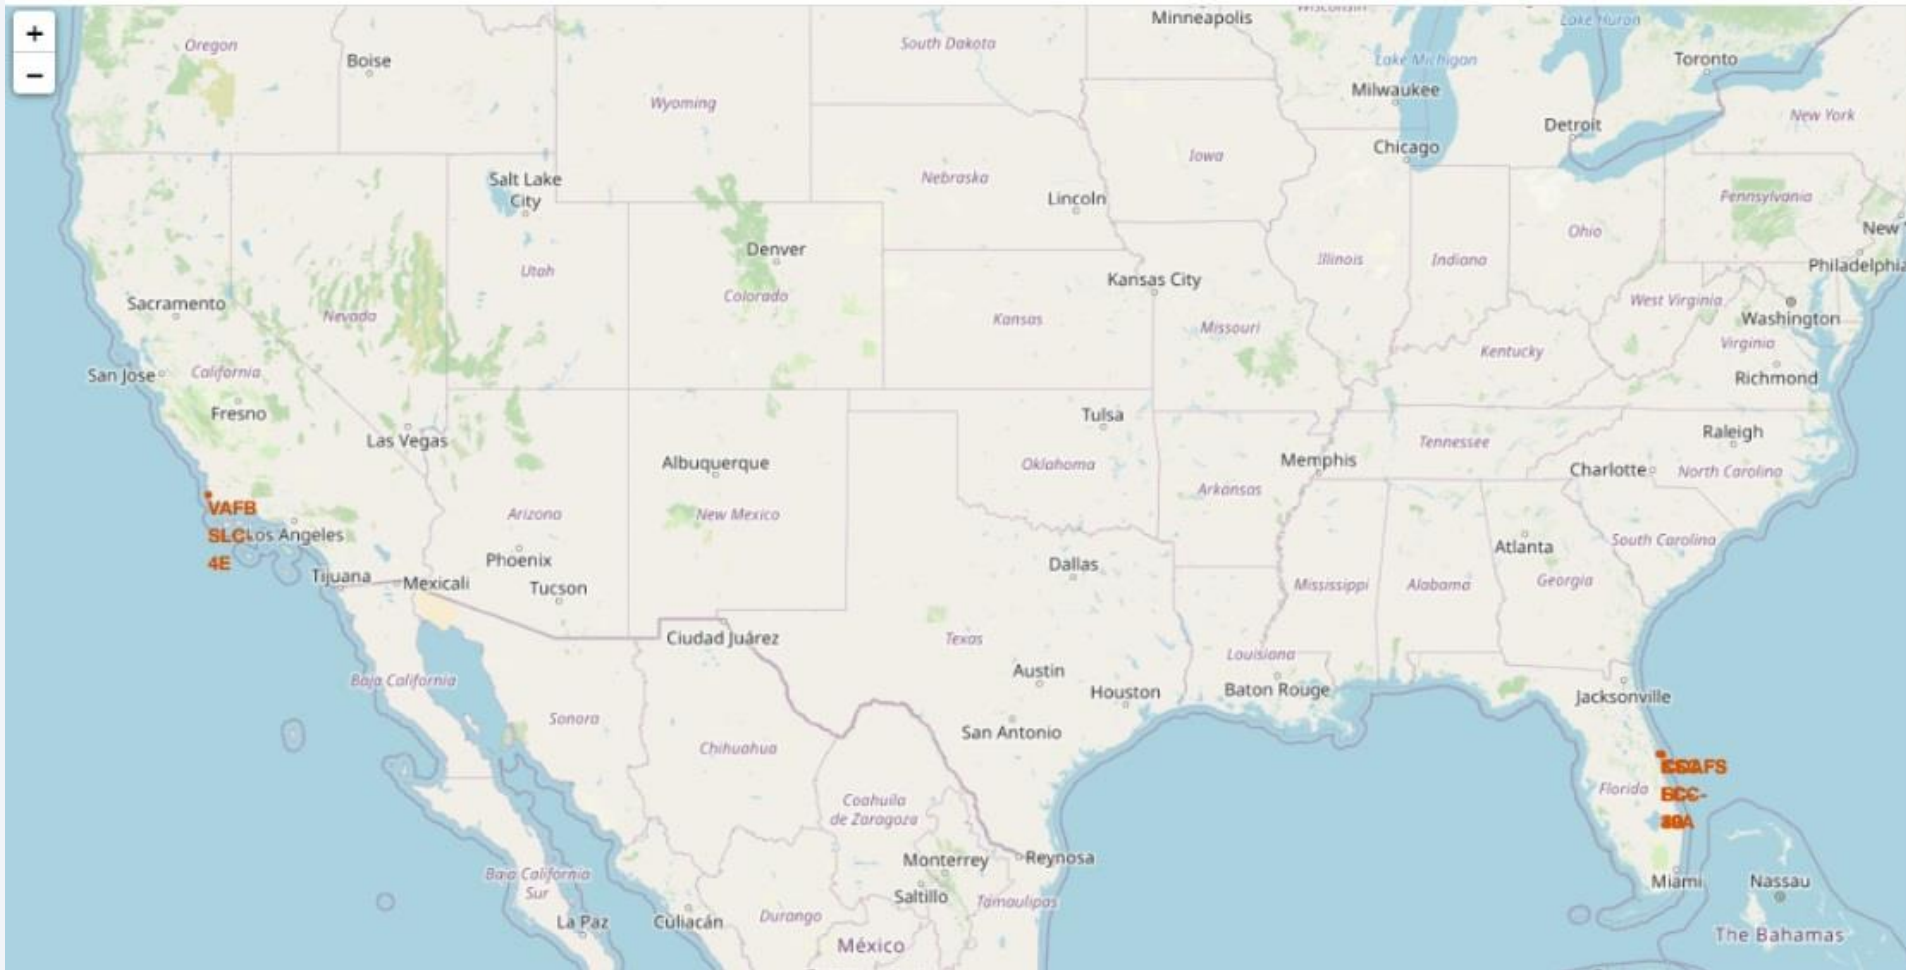 +
−
Minneapolis
Wisconsin
Lake Huron
Oregon
Boise
South Dakota
Lake Michigan
Toronto
Wyoming
Milwaukee
New York
Detroit
Chicago
Iowa
Salt Lake
City
Nebraska
Lincoln
Pennsylvania
New
Ohio
Denver
Utah
Illinois
Indiana
Philadelphia
Kansas City
Colorado
Sacramento
Nevada
Kansas
Missouri
West Virginia
Washington
Virginia
Kentucky
San Jose
California
Richmond
Fresno
Las Vegas
Tulsa
Raleigh
Tennessee
Albuquerque
Oklahoma
Memphis
Charlotte
North Carolina
Arkansas
VAFB
SLC-
4E
Los Angeles
Arizona
New Mexico
Phoenix
Atlanta
South Carolina
Dallas
Tijuana
Mexicali
Tucson
Mississippi
Alabama
Georgia
Ciudad Juárez
Texas
Louisiana
Austin
Baja California
Houston
Baton Rouge
Jacksonville
Sonora
San Antonio
Chihuahua
Florida
Coahuila
de Zaragoza
Monterrey
Reynosa
Baja California
Sur
Saltillo
Tamaulipas
Miami
Nassau
La Paz
Culiacán
Durango
México
The Bahamas